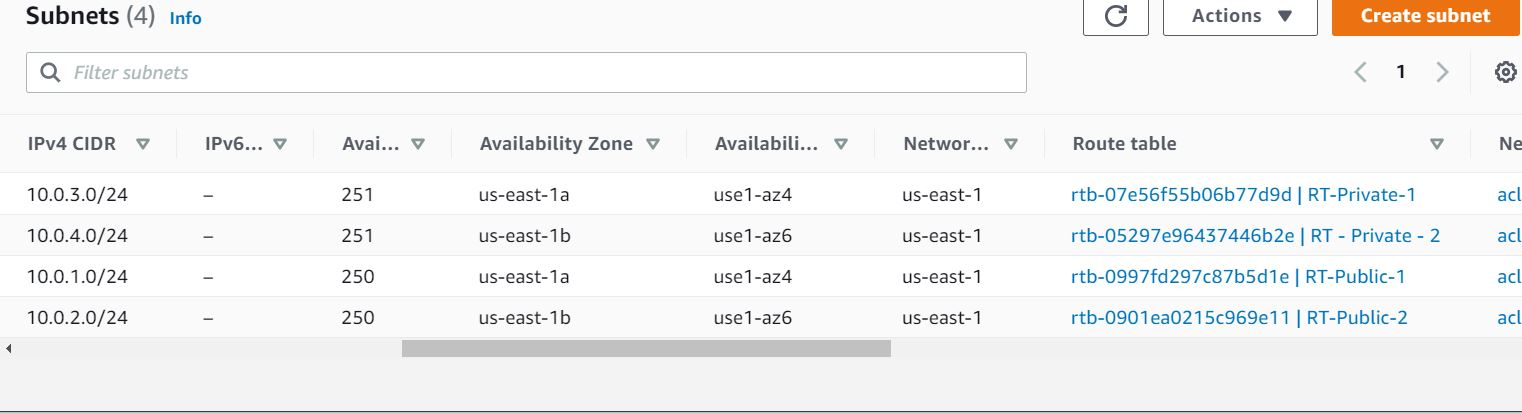 Subnets (4) Info Actions Create subnet
Filter subnets 1
IPv4 CIDR IPv6... Avai... Availability Zone Availabili... Networ... Route table Ne
10.0.3.0/24 – 251 us-east-1a use1-az4 us-east-1 rtb-07e56f55b06b77d9d | RT-Private-1 acl
10.0.4.0/24 – 251 us-east-1b use1-az6 us-east-1 rtb-05297e96437446b2e | RT - Private - 2 acl
10.0.1.0/24 – 250 us-east-1a use1-az4 us-east-1 rtb-0997fd297c87b5d1e | RT-Public-1 acl
10.0.2.0/24 – 250 us-east-1b use1-az6 us-east-1 rtb-0901ea0215c969e11 | RT-Public-2 acl